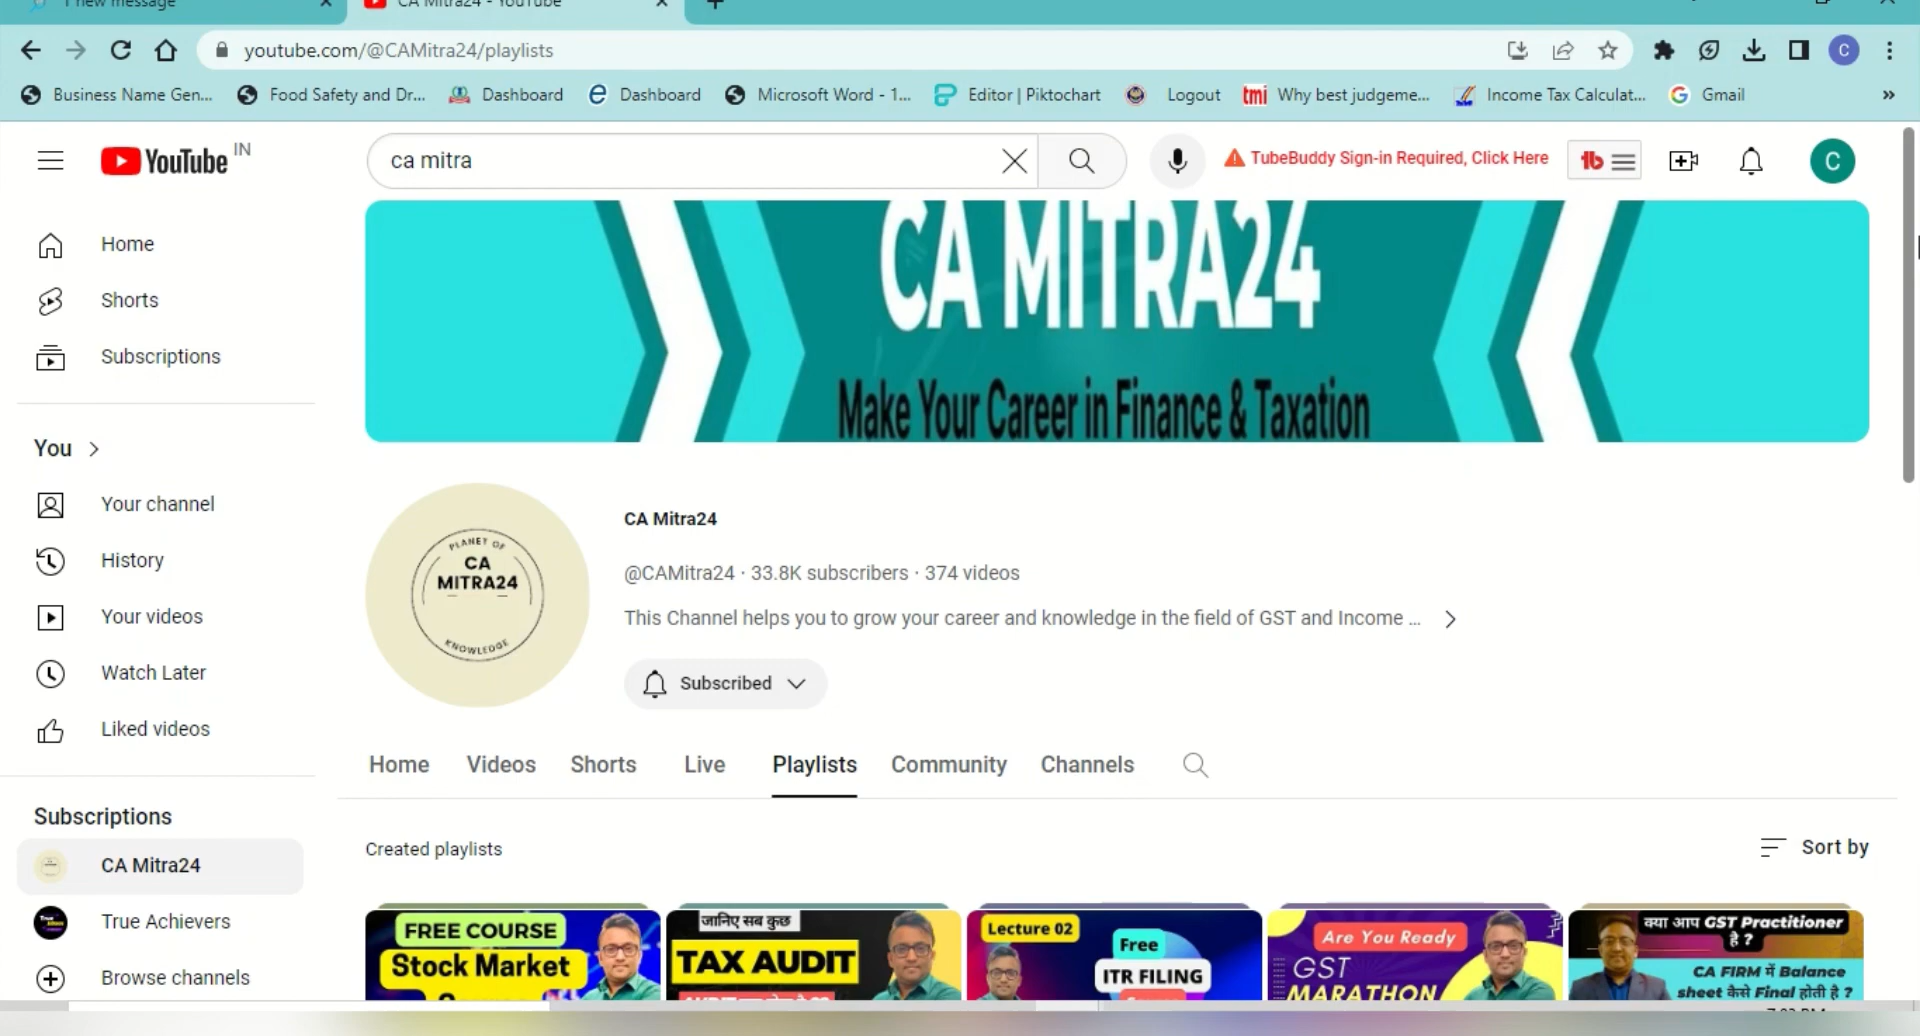 1 new message
CA Mitra24 - YouTube
youtube.com/@CAMitra24/playlists
C
Business Name Gen... Food Safety and Dr... Dashboard Dashboard Microsoft Word - 1... Editor | Piktochart Logout tmi Why best judgeme... Income Tax Calculat... Gmail »
YouTube IN
ca mitra
TubeBuddy Sign-in Required, Click Here
tb
C
Home
Shorts
Subscriptions
You
Your channel
History
Your videos
Watch Later
Liked videos
Subscriptions
CA Mitra24
True Achievers
Browse channels
CA MITRA24
Make Your Career in Finance & Taxation
PLANET OF
CA
MITRA24
KNOWLEDGE
CA Mitra24
@CAMitra24 · 33.8K subscribers · 374 videos
This Channel helps you to grow your career and knowledge in the field of GST and Income ...
Subscribed
Home Videos Shorts Live Playlists Community Channels
Created playlists
Sort by
FREE COURSE
Stock Market
जानिए सब कुछ
TAX AUDIT
Lecture 02
Free
ITR FILING
Are You Ready
GST
MARATHON
क्या आप GST Practitioner
है ?
CA FIRM में Balance
sheet कैसे Final होती है ?